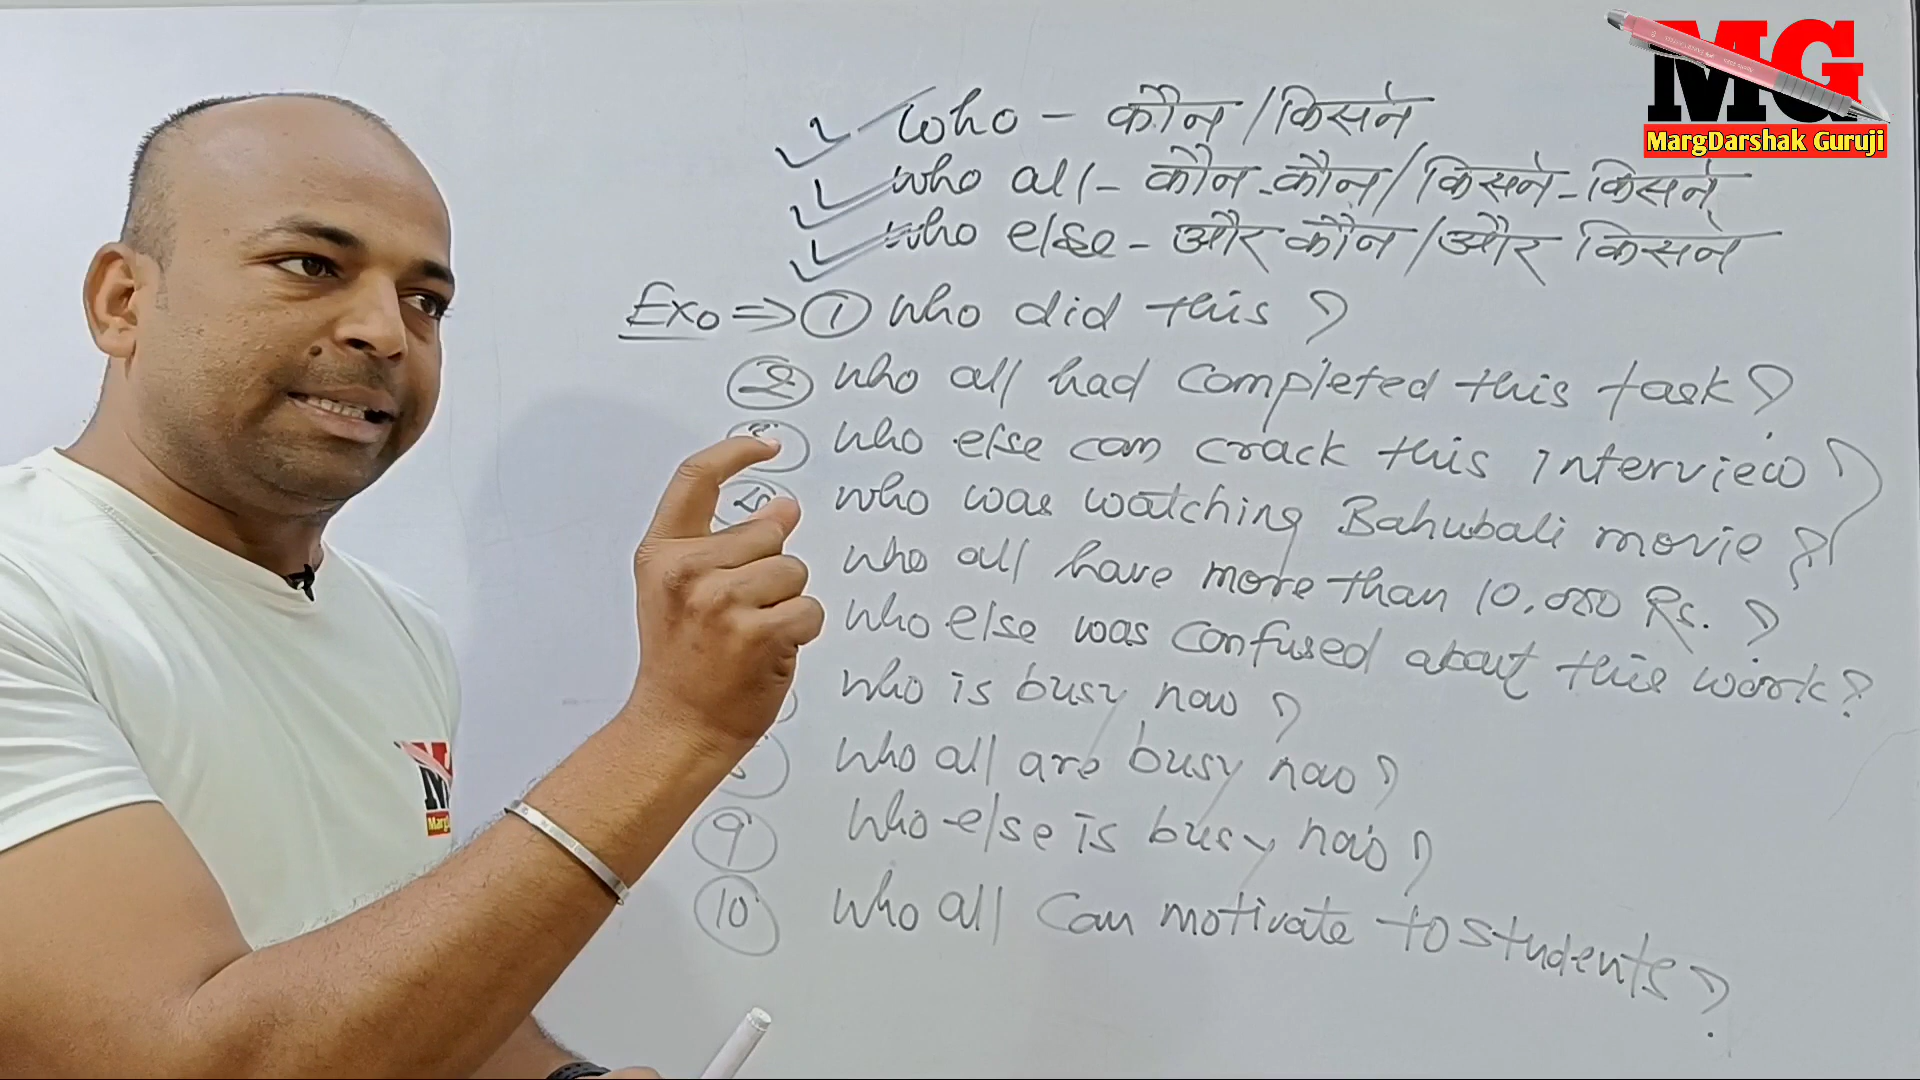 MG
MargDarshak Guruji
who - कौन / किसने
who all - कौन-कौन / किसने-किसने
who else - और कौन / और किसने
Ex. ⇒ ① who did this ?
② who all had completed this task ?
who else can crack this interview ?
④ who was watching Bahubali movie ?
who all have more than 10,000 Rs. ?
who else was confused about this work ?
who is busy now ?
who all are busy now ?
⑨ who else is busy now ?
⑩ who all can motivate to students ?
MG